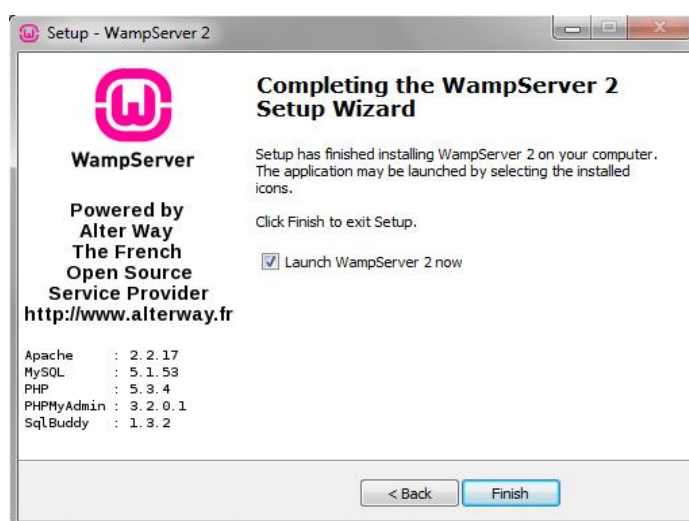 Setup - WampServer 2
WampServer
Powered by
Alter Way
The French
Open Source
Service Provider
http://www.alterway.fr
Apache : 2.2.17
MySQL : 5.1.53
PHP : 5.3.4
PHPMyAdmin : 3.2.0.1
SqlBuddy : 1.3.2
Completing the WampServer 2
Setup Wizard
Setup has finished installing WampServer 2 on your computer.
The application may be launched by selecting the installed
icons.
Click Finish to exit Setup.
Launch WampServer 2 now
< Back
Finish